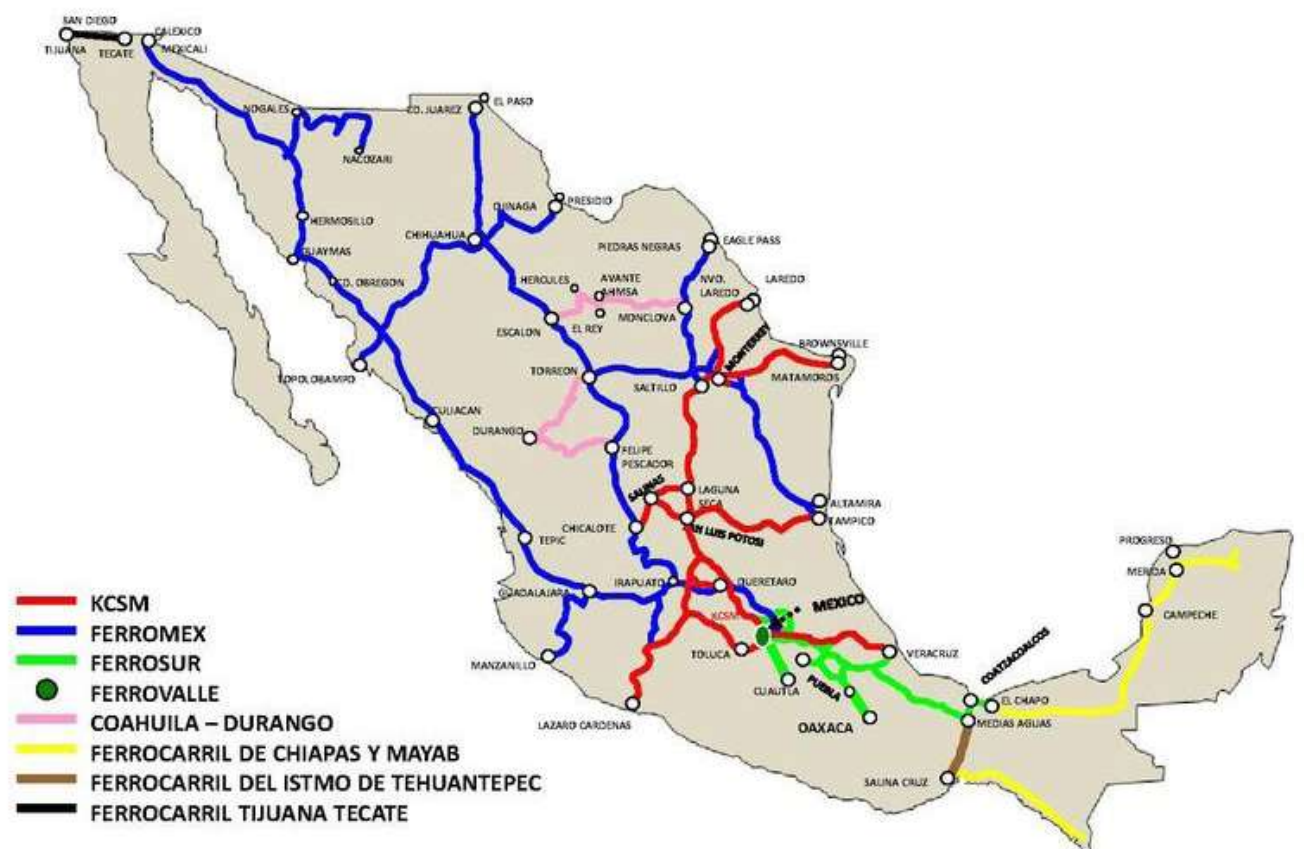 SAN DIEGO
CALEXICO
TIJUANA
TECATE
MEXICALI
NOGALES
CD. JUAREZ
EL PASO
NACOZARI
OJINAGA
PRESIDIO
HERMOSILLO
CHIHUAHUA
PIEDRAS NEGRAS
EAGLE PASS
GUAYMAS
CD. OBREGON
HERCULES
AVANTE
AHMSA
NVO.
LAREDO
LAREDO
ESCALON
EL REY
MONCLOVA
MONTERREY
BROWNSVILLE
TOPOLOBAMPO
TORREON
SALTILLO
MATAMOROS
CULIACAN
DURANGO
FELIPE
PESCADOR
SALINAS
LAGUNA
SECA
ALTAMIRA
CHICALOTE
SAN LUIS POTOSI
TAMPICO
TEPIC
PROGRESO
MERIDA
IRAPUATO
QUERETARO
GUADALAJARA
MEXICO
KCSM
CAMPECHE
MANZANILLO
TOLUCA
VERACRUZ
COATZACOALCOS
CUAUTLA
PUEBLA
EL CHAPO
LAZARO CARDENAS
OAXACA
MEDIAS AGUAS
SALINA CRUZ
KCSM
FERROMEX
FERROSUR
FERROVALLE
COAHUILA – DURANGO
FERROCARRIL DE CHIAPAS Y MAYAB
FERROCARRIL DEL ISTMO DE TEHUANTEPEC
FERROCARRIL TIJUANA TECATE